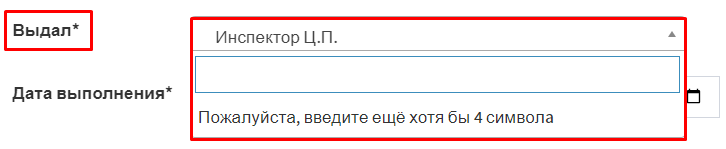 Выдал*
Инспектор Ц.П.
Дата выполнения*
Пожалуйста, введите ещё хотя бы 4 символа